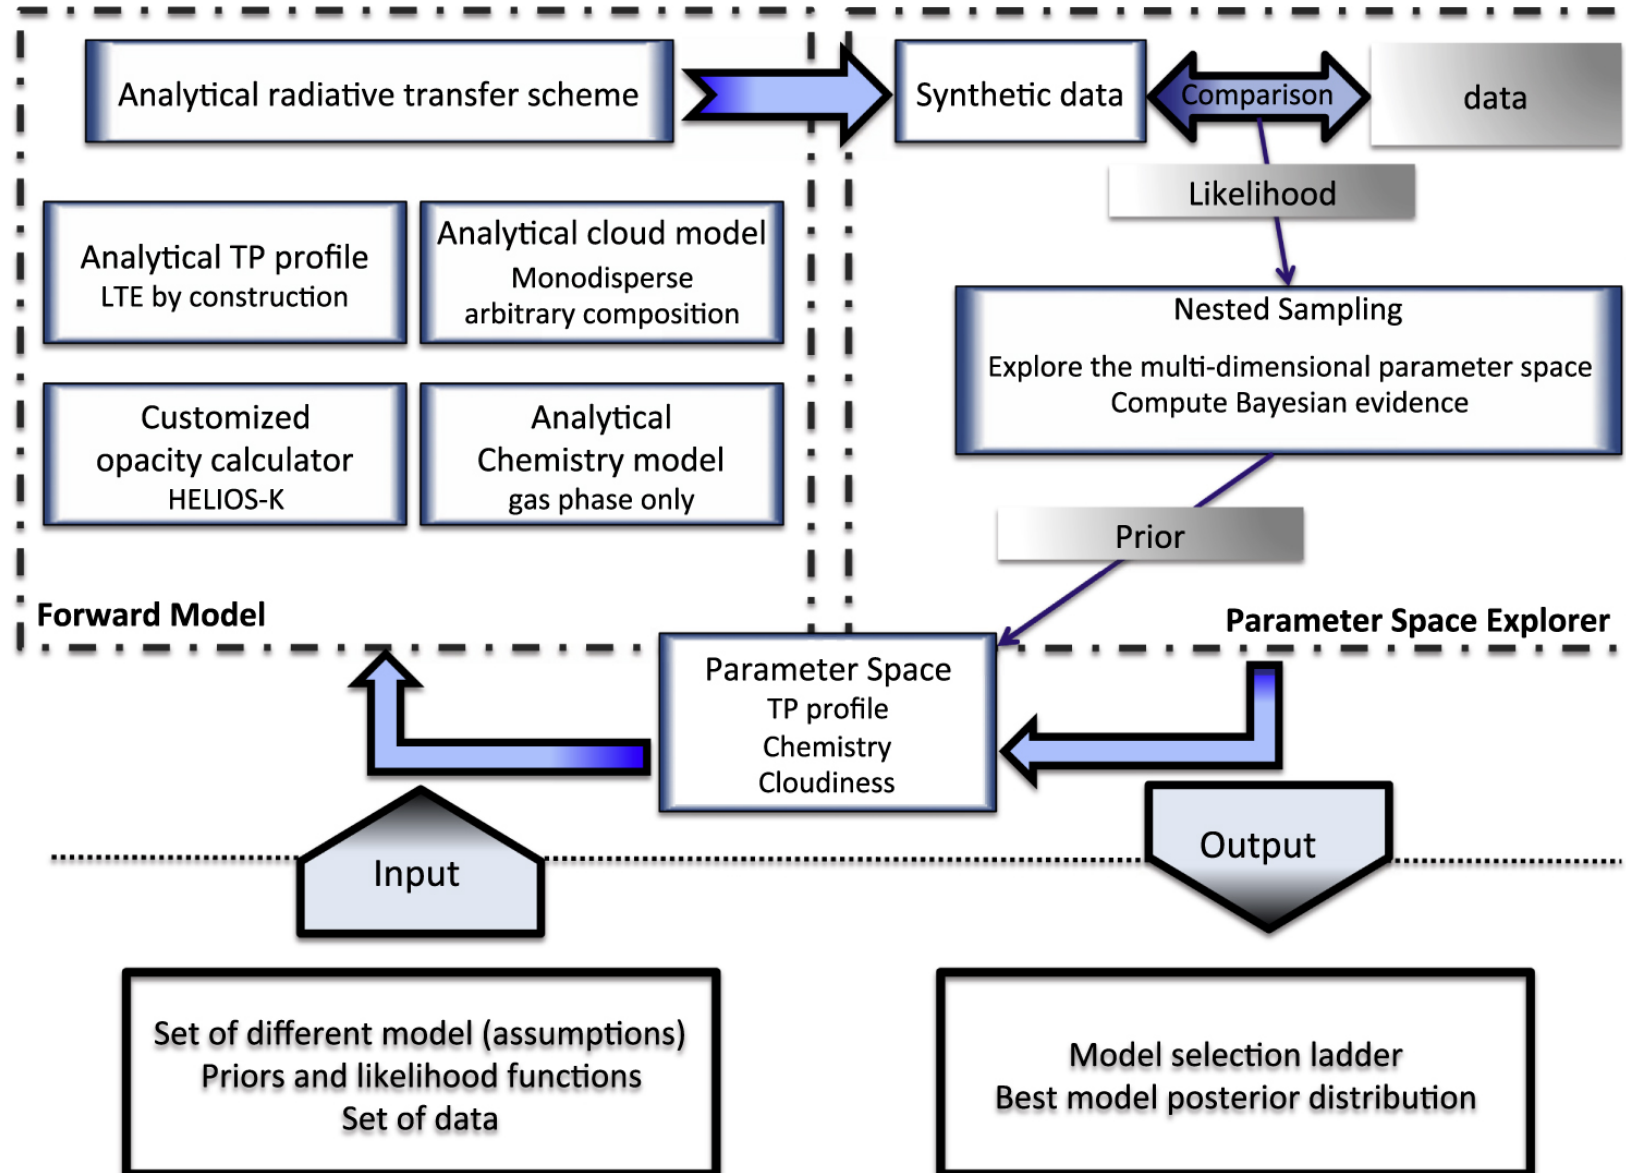 Analytical radiative transfer scheme
Synthetic data
Comparison
data
Likelihood
Analytical TP profile
LTE by construction
Analytical cloud model
Monodisperse
arbitrary composition
Nested Sampling
Explore the multi-dimensional parameter space
Compute Bayesian evidence
Customized
opacity calculator
HELIOS-K
Analytical
Chemistry model
gas phase only
Prior
Forward Model
Parameter Space Explorer
Parameter Space
TP profile
Chemistry
Cloudiness
Input
Output
Set of different model (assumptions)
Priors and likelihood functions
Set of data
Model selection ladder
Best model posterior distribution